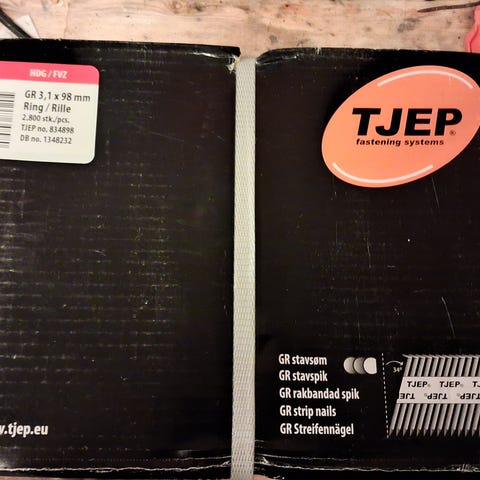 HDG / FVZ
GR 3,1 x 98 mm
Ring / Rille
2.800 stk./pcs.
TJEP no. 834898
DB no. 1348232
TJEP®
fastening systems
GR stavsøm
GR stavspik
GR rakbandad spik
GR strip nails
GR Streifennägel
34°
TJEP® TJEP®
TJEP® TJEP®
.tjep.eu